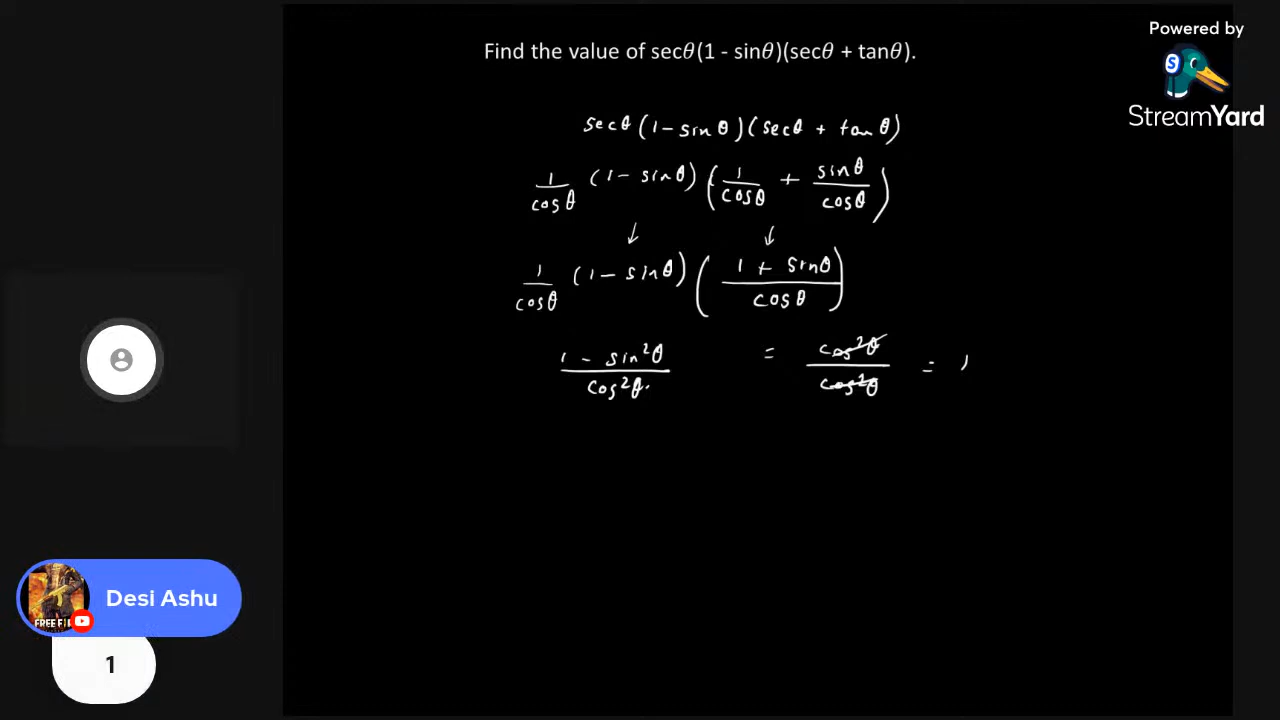 Powered by
StreamYard
Find the value of sec𝜃(1 - sin𝜃)(sec𝜃 + tan𝜃).
secθ (1 - sinθ)(secθ + tanθ)
1/cosθ (1 - sinθ) (1/cosθ + sinθ/cosθ)
1/cosθ (1 - sinθ) ((1 + sinθ)/cosθ)
(1 - sin²θ)/cos²θ = cos²θ/cos²θ = 1
Desi Ashu
FREE FI
1